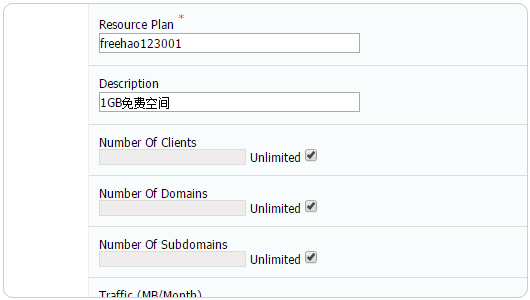 Resource Plan *
freehao123001
Description
1GB免费空间
Number Of Clients
Unlimited
Number Of Domains
Unlimited
Number Of Subdomains
Unlimited
Traffic (MB/Month)